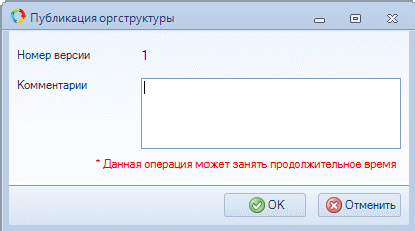 Публикация оргструктуры
Номер версии 1
Комментарии
* Данная операция может занять продолжительное время
OK Отменить